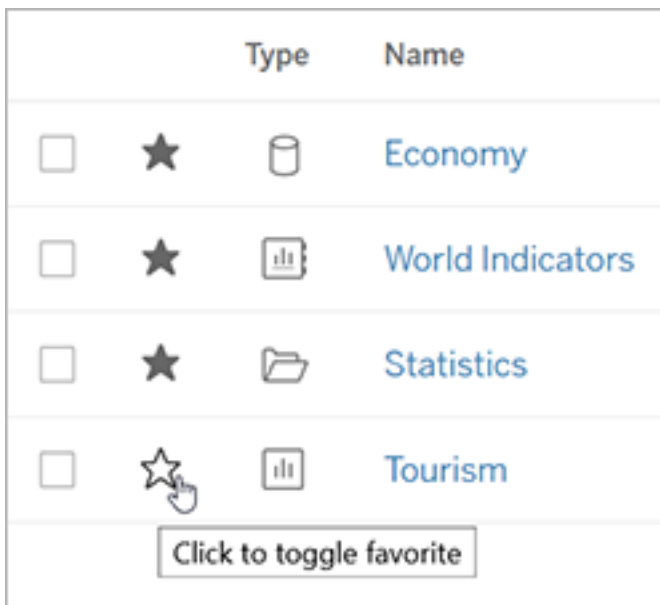 Type Name
Economy
World Indicators
Statistics
Tourism
Click to toggle favorite